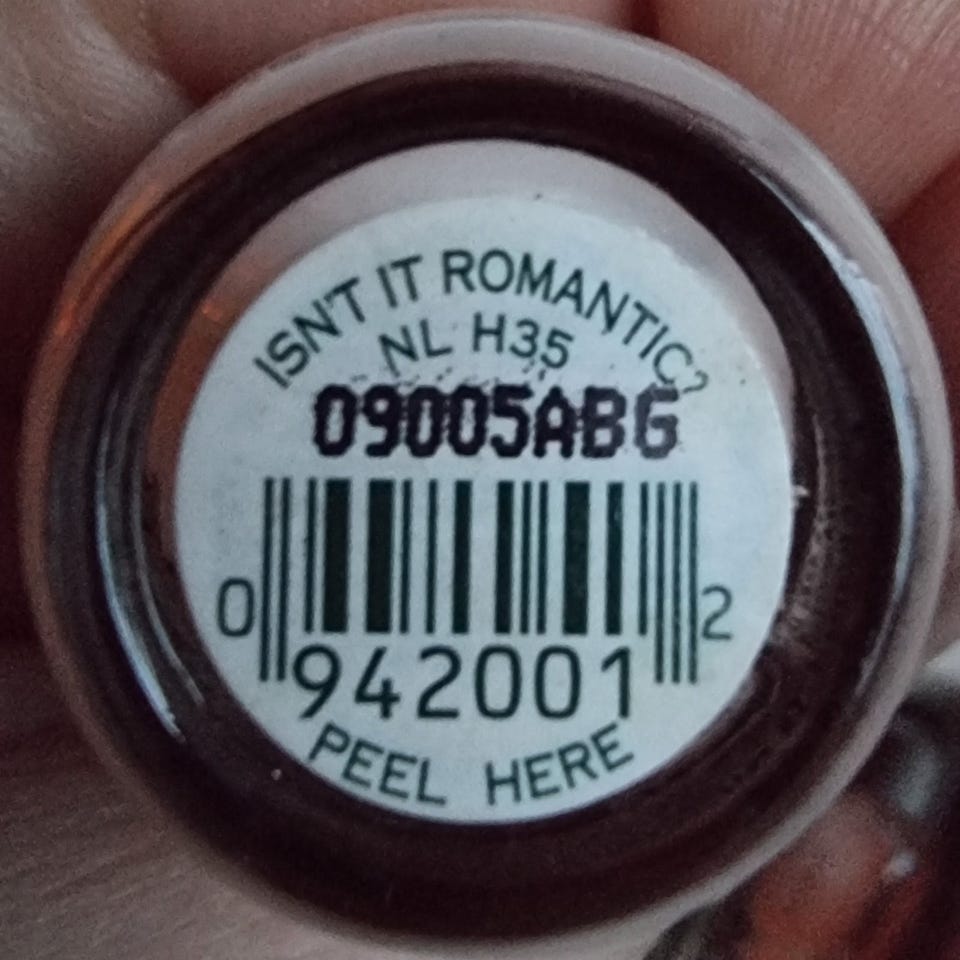 ISN'T IT ROMANTIC?
NL H35
09005ABG
0 942001 2
PEEL HERE